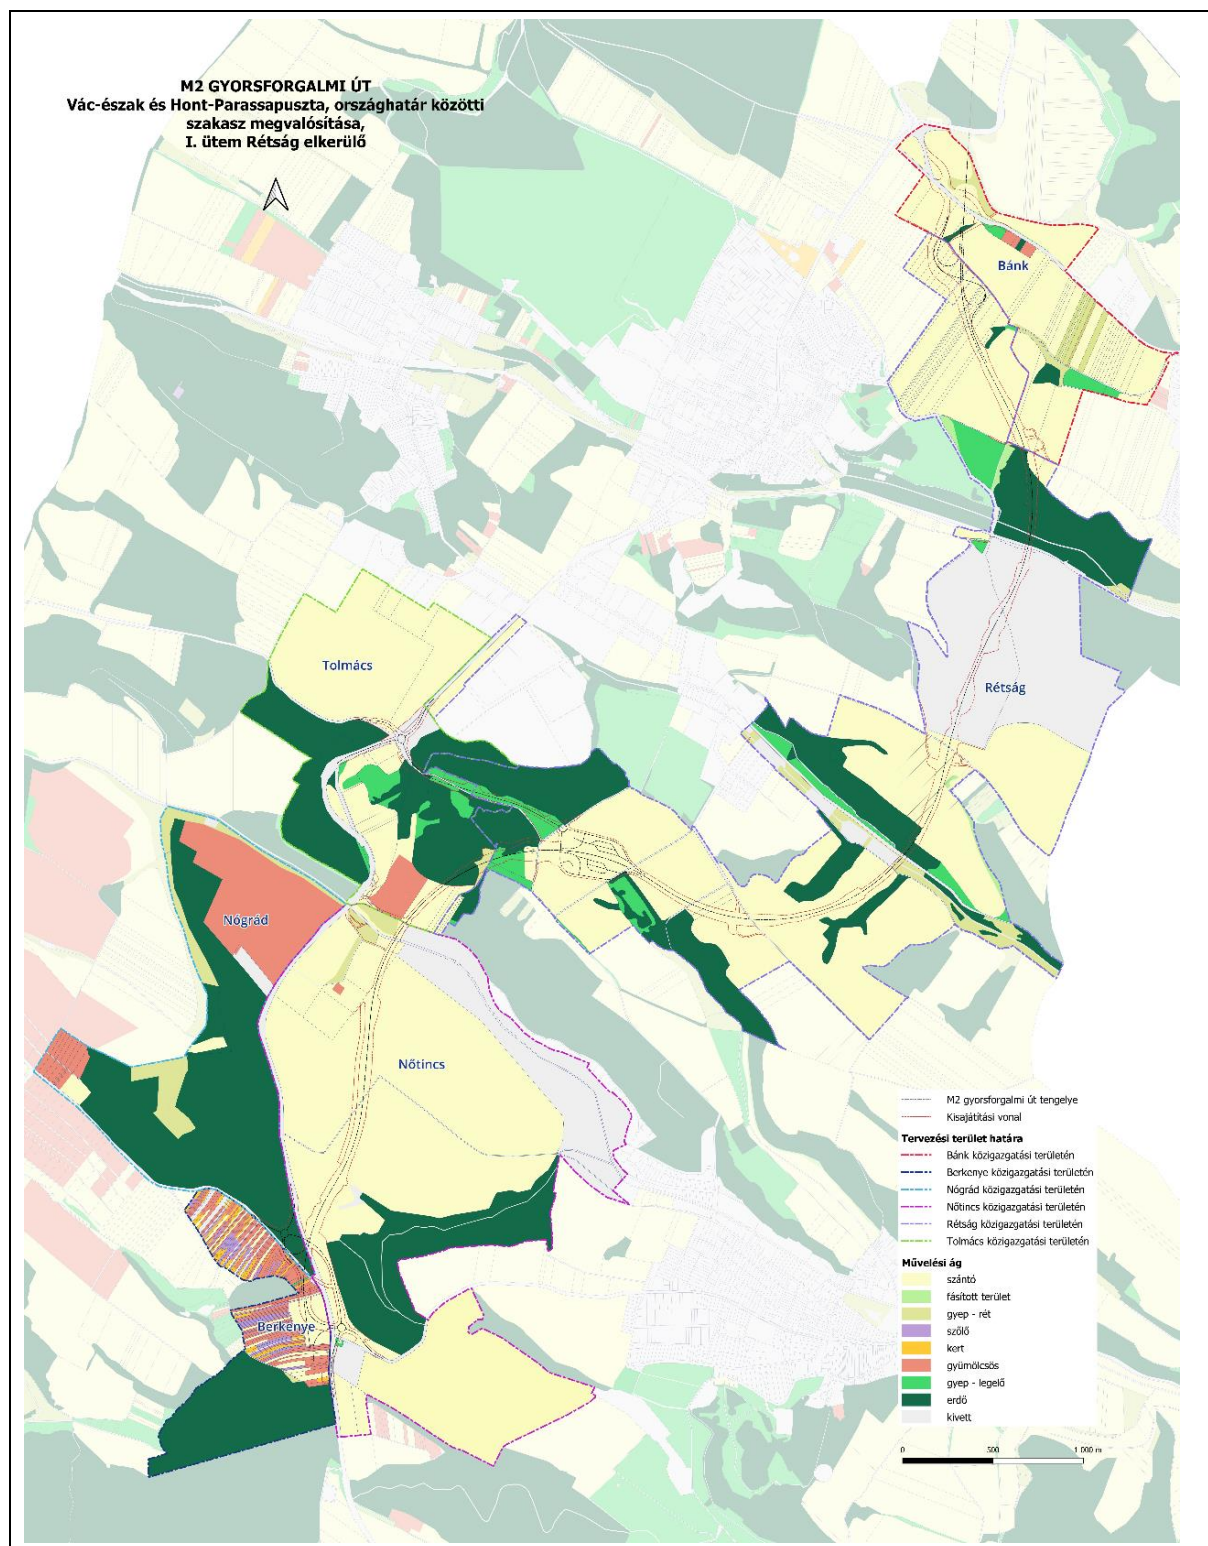 M2 GYORSFORGALMI ÚT
Vác-észak és Hont-Parassapuszta, országhatár közötti
szakasz megvalósítása,
I. ütem Rétság elkerülő
Bánk
Tolmács
Rétság
Nógrád
Nőtincs
Berkenye
M2 gyorsforgalmi út tengelye
Kisajátítási vonal
Tervezési terület határa
Bánk közigazgatási területén
Berkenye közigazgatási területén
Nógrád közigazgatási területén
Nőtincs közigazgatási területén
Rétság közigazgatási területén
Tolmács közigazgatási területén
Művelési ág
szántó
fásított terület
gyep - rét
szőlő
kert
gyümölcsös
gyep - legelő
erdő
kivett
0 500 1 000 m